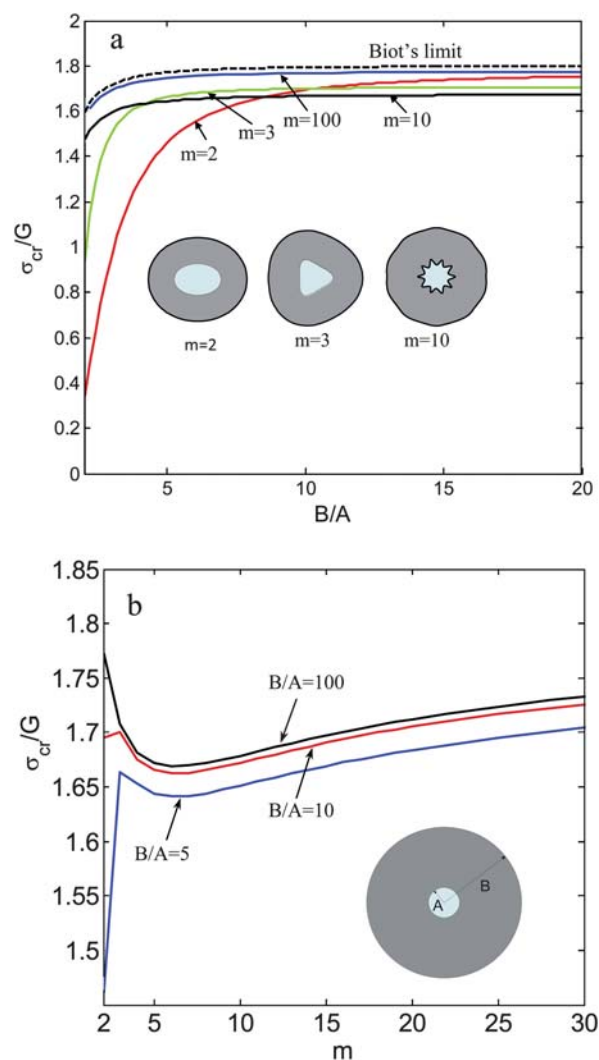 a
Biot's limit
m=100
m=10
m=3
m=2
m=2
m=3
m=10
σcr/G
2
1.8
1.6
1.4
1.2
1
0.8
0.6
0.4
0.2
0
5
10
15
20
B/A
b
B/A=100
B/A=10
B/A=5
A
B
σcr/G
1.85
1.8
1.75
1.7
1.65
1.6
1.55
1.5
2
5
10
15
20
25
30
m